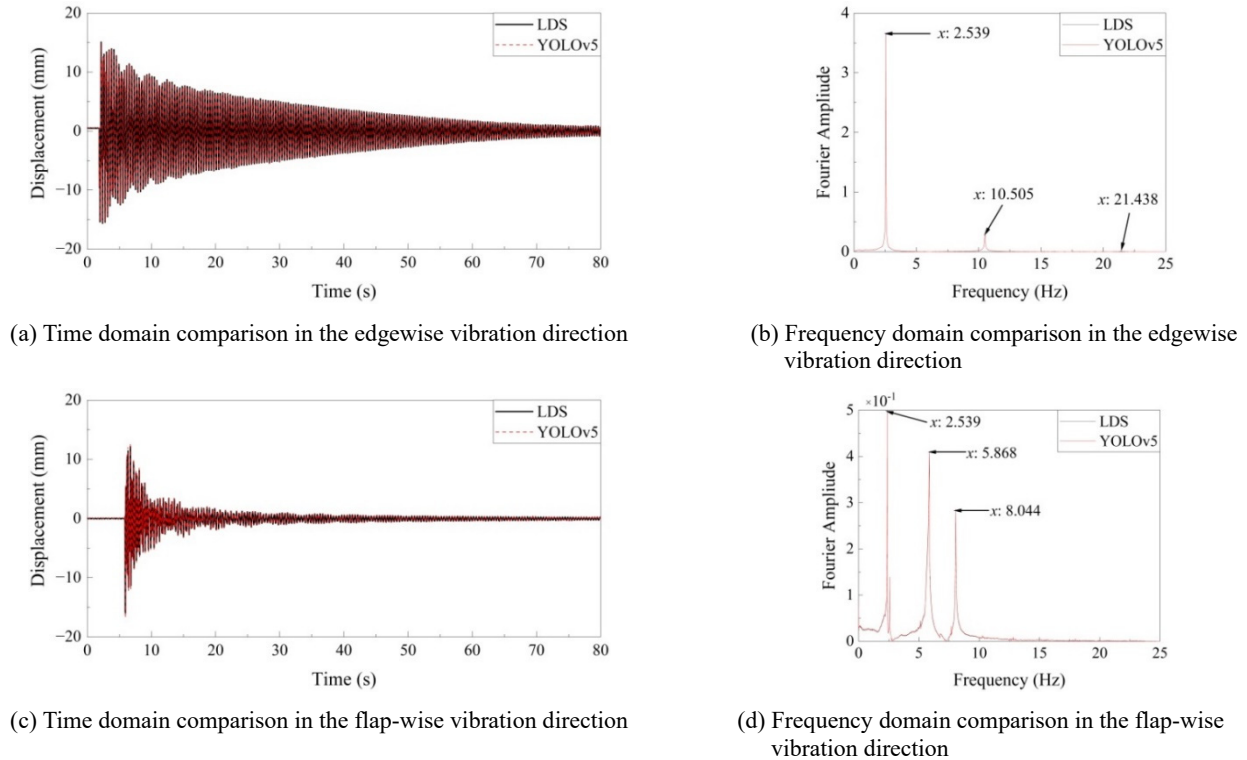 20
10
0
−10
−20
Displacement (mm)
LDS
YOLOv5
0 10 20 30 40 50 60 70 80
Time (s)
(a) Time domain comparison in the edgewise vibration direction
4
3
2
1
0
Fourier Ampliude
LDS
YOLOv5
x: 2.539
x: 10.505
x: 21.438
0 5 10 15 20 25
Frequency (Hz)
(b) Frequency domain comparison in the edgewise
vibration direction
20
10
0
−10
−20
Displacement (mm)
LDS
YOLOv5
0 10 20 30 40 50 60 70 80
Time (s)
(c) Time domain comparison in the flap-wise vibration direction
×10⁻¹
5
4
3
2
1
0
Fourier Ampliude
LDS
YOLOv5
x: 2.539
x: 5.868
x: 8.044
0 5 10 15 20 25
Frequency (Hz)
(d) Frequency domain comparison in the flap-wise
vibration direction